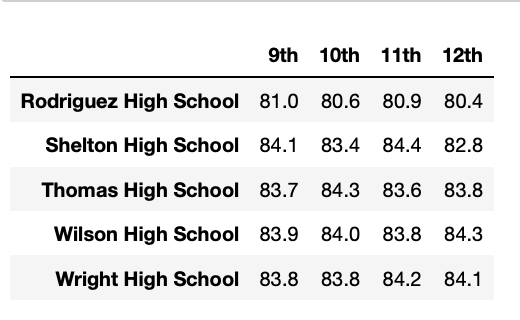 9th 10th 11th 12th
Rodriguez High School 81.0 80.6 80.9 80.4
Shelton High School 84.1 83.4 84.4 82.8
Thomas High School 83.7 84.3 83.6 83.8
Wilson High School 83.9 84.0 83.8 84.3
Wright High School 83.8 83.8 84.2 84.1